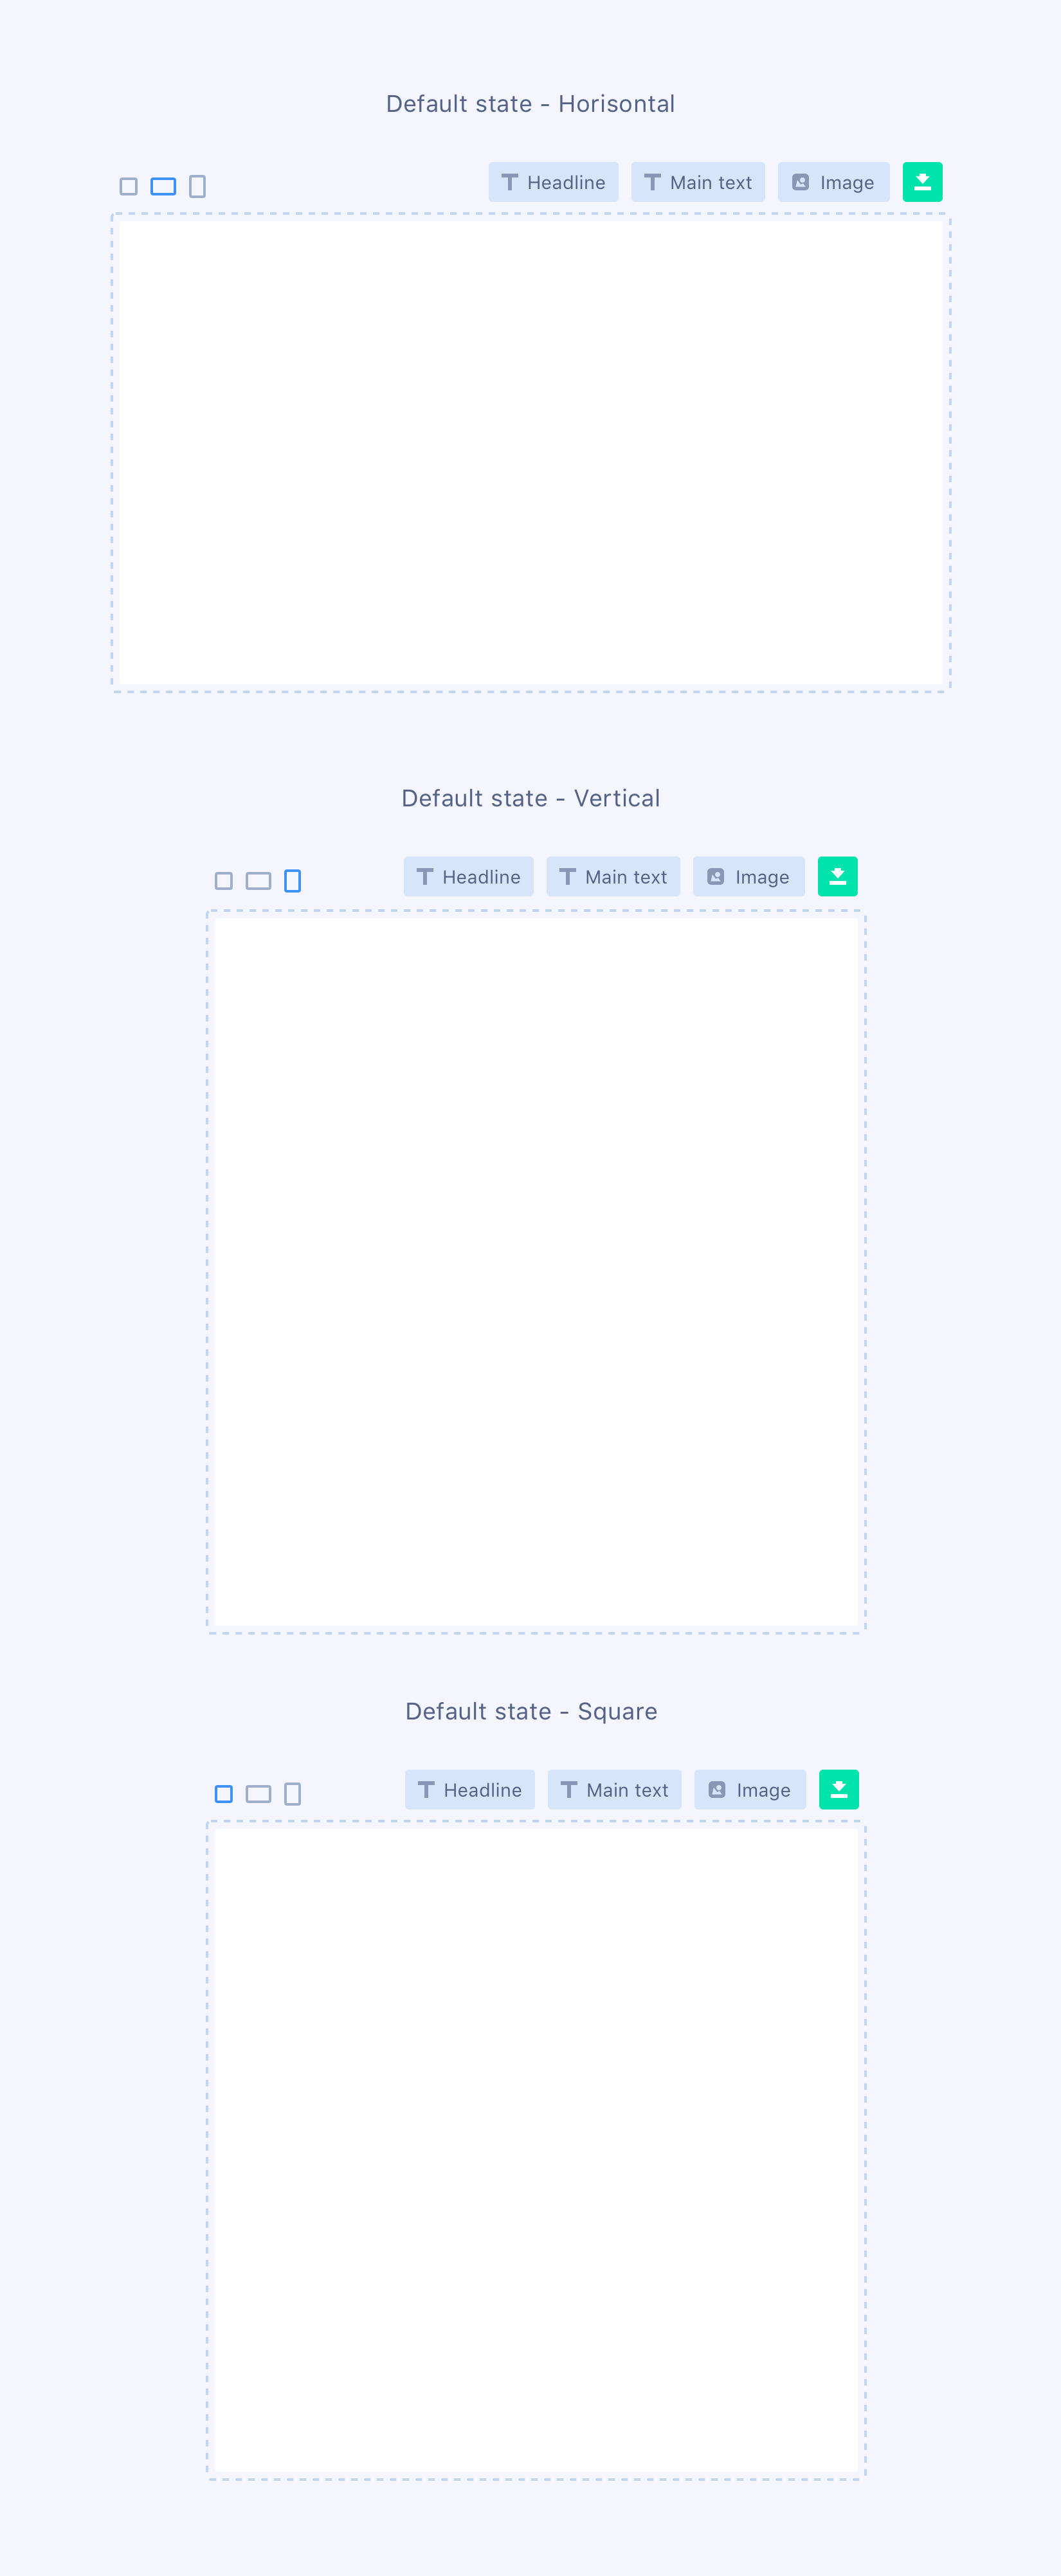 Default state - Horisontal
Headline Main text Image
Default state - Vertical
Headline Main text Image
Default state - Square
Headline Main text Image